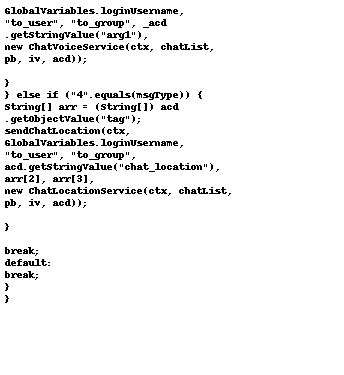 GlobalVariables.loginUsername,
"to_user", "to_group", _acd
.getStringValue("arg1"),
new ChatVoiceService(ctx, chatList,
pb, iv, acd));
}
} else if ("4".equals(msgType)) {
String[] arr = (String[]) acd
.getObjectValue("tag");
sendChatLocation(ctx,
GlobalVariables.loginUsername,
"to_user", "to_group",
acd.getStringValue("chat_location"),
arr[2], arr[3],
new ChatLocationService(ctx, chatList,
pb, iv, acd));
}
break;
default:
break;
}
}